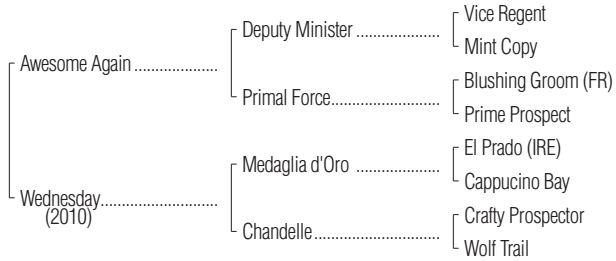 Vice Regent
Deputy Minister ..................
Mint Copy
Awesome Again ..................
Blushing Groom (FR)
Primal Force.......................
Prime Prospect
El Prado (IRE)
Medaglia d'Oro ..................
Cappucino Bay
Wednesday.........................
(2010)
Crafty Prospector
Chandelle...........................
Wolf Trail